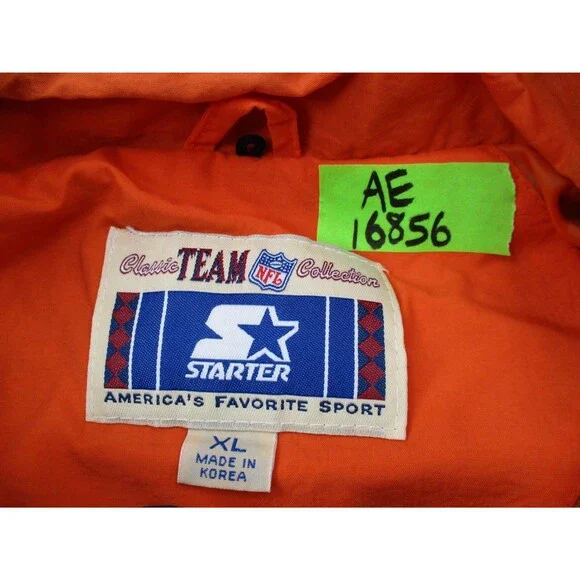 AE
16856
Classic TEAM NFL Collection
STARTER
AMERICA'S FAVORITE SPORT
XL
MADE IN
KOREA